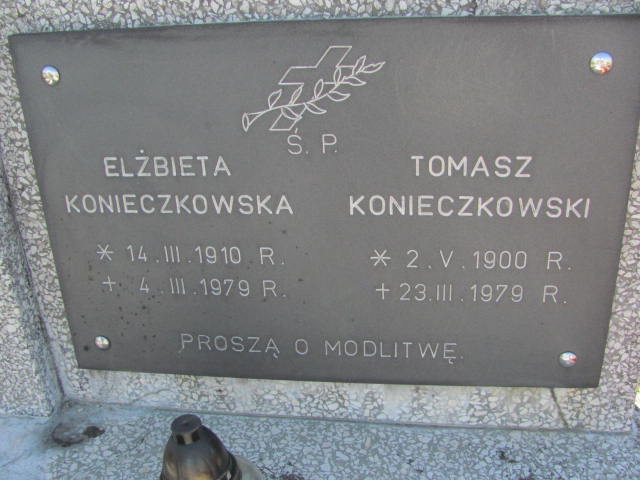 Ś. P.
ELŻBIETA
KONIECZKOWSKA
* 14.III.1910 R.
+ 4.III.1979 R.
TOMASZ
KONIECZKOWSKI
* 2.V.1900 R.
+ 23.III.1979 R.
PROSZĄ O MODLITWĘ.